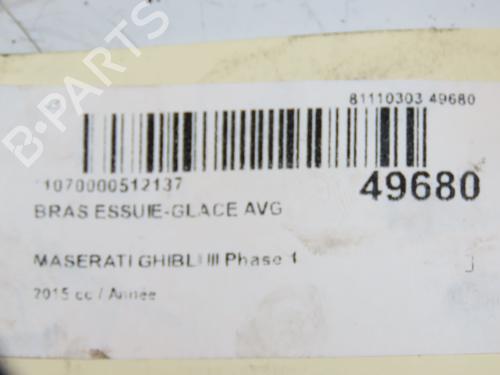 B-PARTS
81110303 49680
1070000512137
49680
BRAS ESSUIE-GLACE AVG
MASERATI GHIBLI III Phase 1
2015 cc / Année